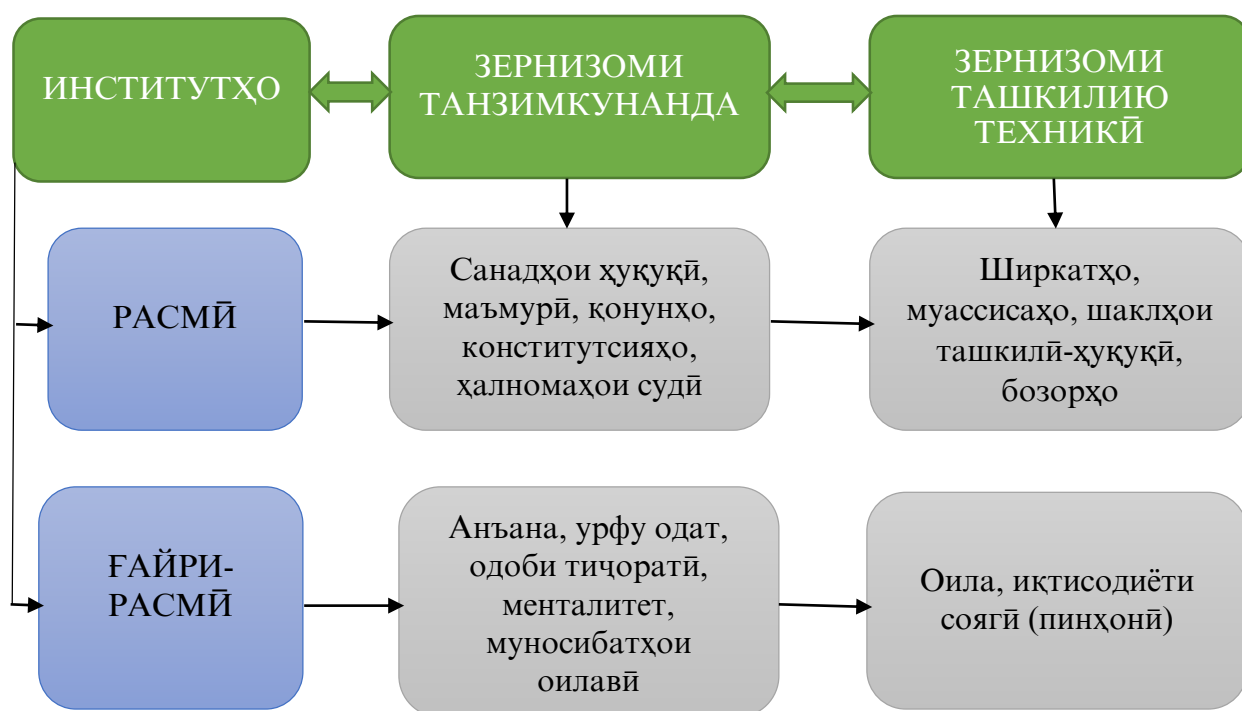 ИНСТИТУТҲО
ЗЕРНИЗОМИ
ТАНЗИМКУНАНДА
ЗЕРНИЗОМИ
ТАШКИЛИЮ
ТЕХНИКӢ
РАСМӢ
Санадҳои ҳуқуқӣ,
маъмурӣ, қонунҳо,
конститутсияҳо,
ҳалномаҳои судӣ
Ширкатҳо,
муассисаҳо, шаклҳои
ташкилӣ-ҳуқуқӣ,
бозорҳо
ҒАЙРИ-
РАСМӢ
Анъана, урфу одат,
одоби тиҷоратӣ,
менталитет,
муносибатҳои
оилавӣ
Оила, иқтисодиёти
соягӣ (пинҳонӣ)